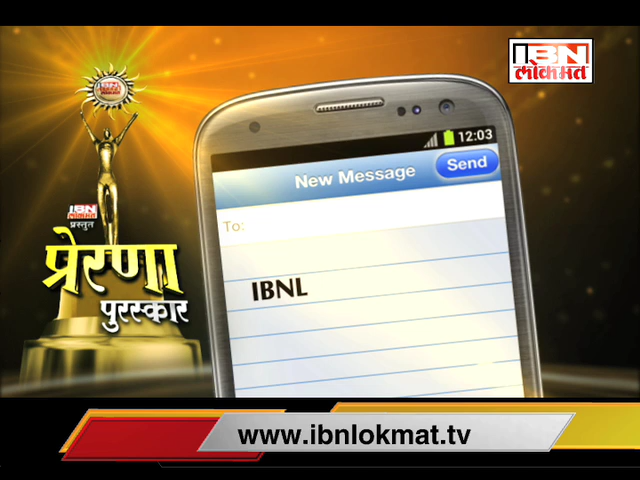 IBN
लोकमत
IBN
लोकमत
प्रस्तुत
प्रेरणा
पुरस्कार
12:03
New Message
Send
To:
IBNL
www.ibnlokmat.tv